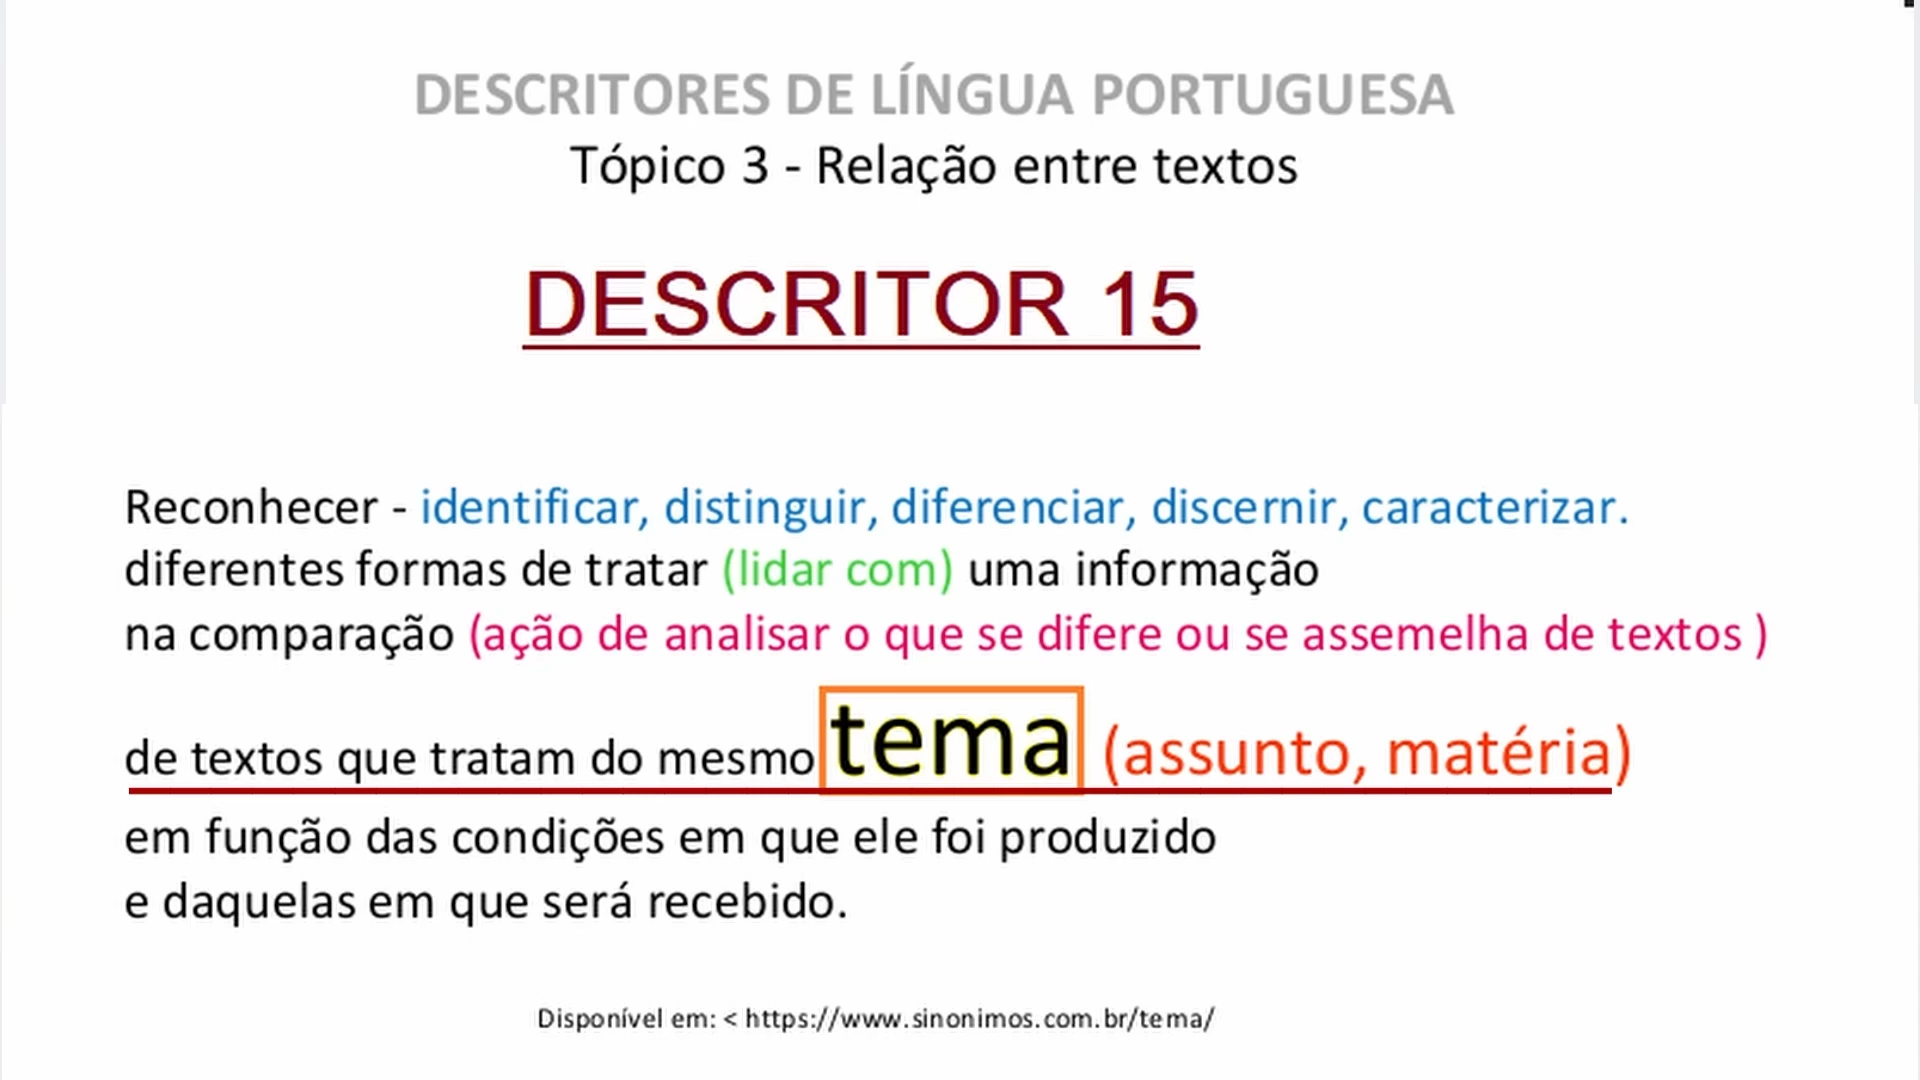 DESCRITORES DE LÍNGUA PORTUGUESA
Tópico 3 - Relação entre textos
DESCRITOR 15
Reconhecer - identificar, distinguir, diferenciar, discernir, caracterizar.
diferentes formas de tratar (lidar com) uma informação
na comparação (ação de analisar o que se difere ou se assemelha de textos )
de textos que tratam do mesmo tema (assunto, matéria)
em função das condições em que ele foi produzido
e daquelas em que será recebido.
Disponível em: < https://www.sinonimos.com.br/tema/